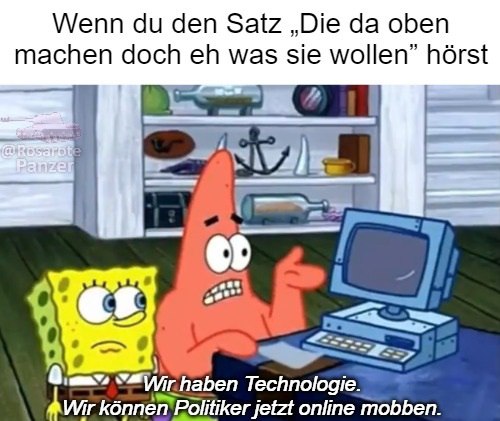 Wenn du den Satz „Die da oben
machen doch eh was sie wollen” hörst
@Rosarote
Panzer
Wir haben Technologie.
Wir können Politiker jetzt online mobben.